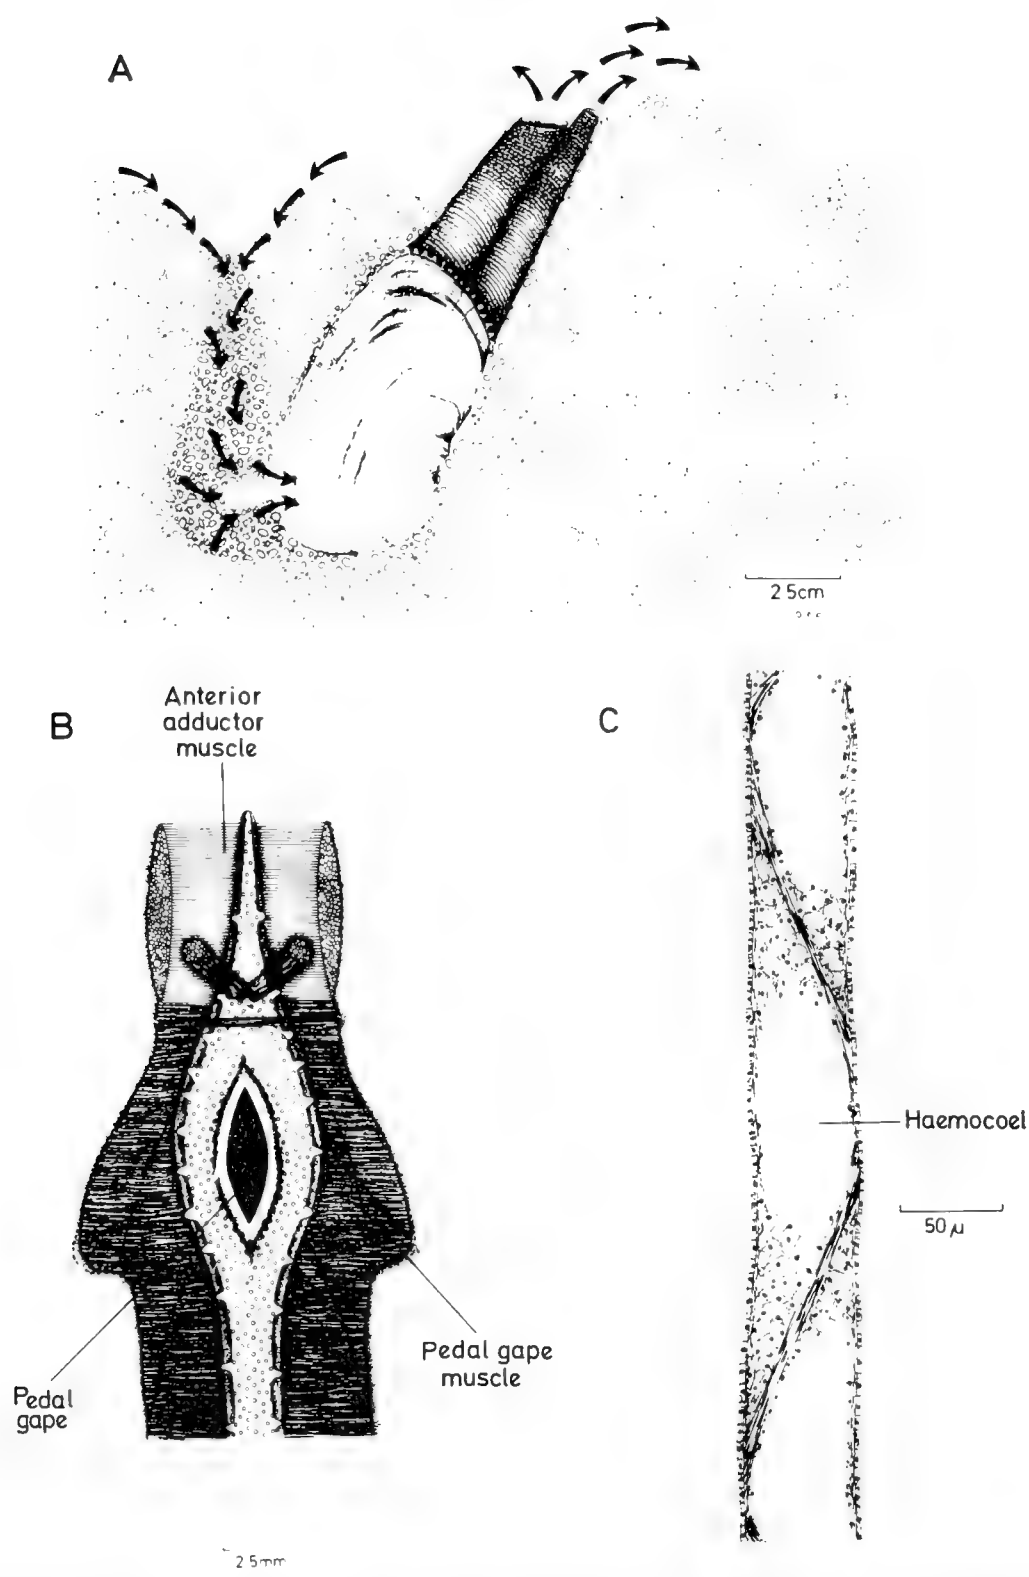 A
2 5cm
B
Anterior
adductor
muscle
C
Haemocoel
50 μ
Pedal gape
muscle
Pedal
gape
2 5mm